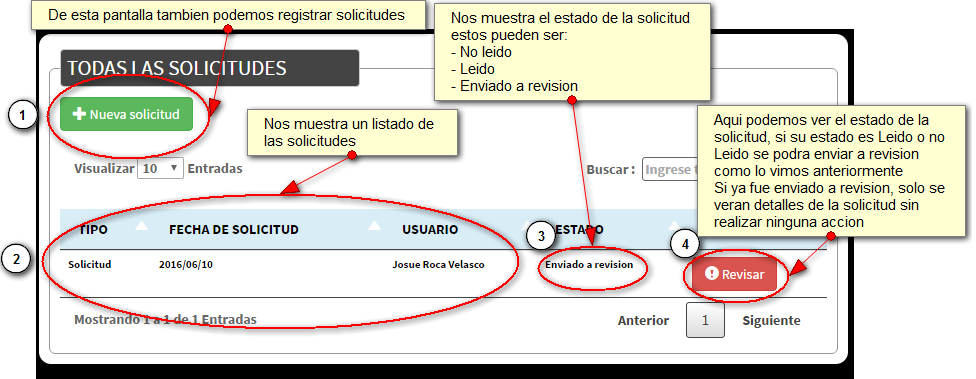 De esta pantalla tambien podemos registrar solicitudes
Nos muestra el estado de la solicitud
estos pueden ser:
- No leido
- Leido
- Enviado a revision
TODAS LAS SOLICITUDES
1
Nueva solicitud
Nos muestra un listado de
las solicitudes
Aqui podemos ver el estado de la
solicitud, si su estado es Leido o no
Leido se podra enviar a revision
como lo vimos anteriormente
Si ya fue enviado a revision, solo se
veran detalles de la solicitud sin
realizar ninguna accion
Visualizar 10 Entradas
Buscar : Ingrese
TIPO FECHA DE SOLICITUD USUARIO ESTADO
3
4
2
Solicitud 2016/06/10 Josue Roca Velasco Enviado a revision Revisar
Mostrando 1 a 1 de 1 Entradas
Anterior 1 Siguiente